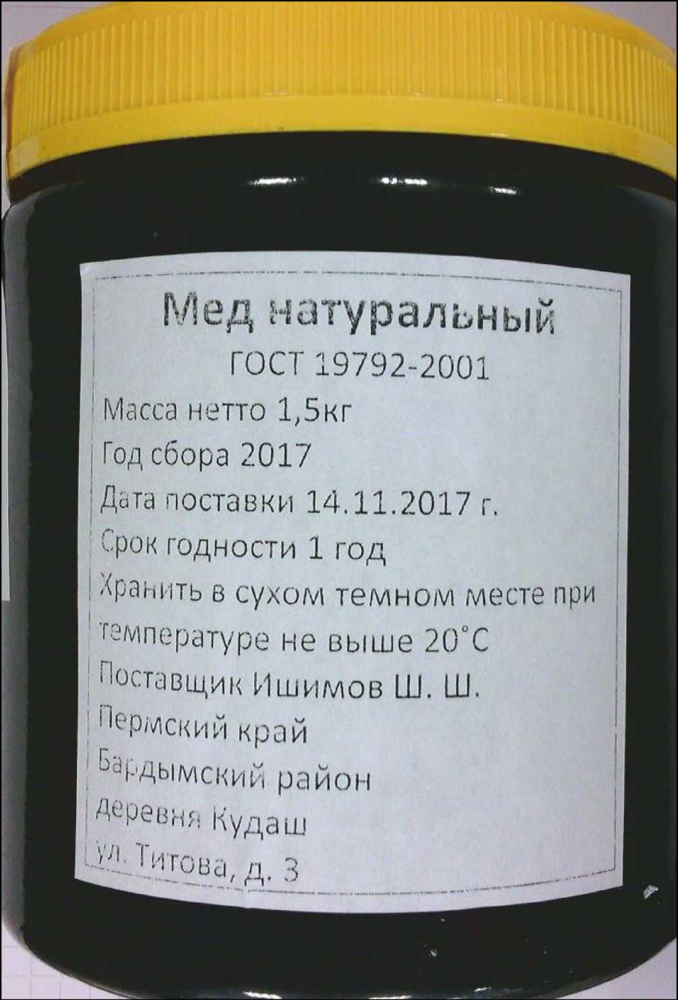 Мед натуральный
ГОСТ 19792-2001
Масса нетто 1,5кг
Год сбора 2017
Дата поставки 14.11.2017 г.
Срок годности 1 год
Хранить в сухом темном месте при
температуре не выше 20°С
Поставщик Ишимов Ш. Ш.
Пермский край
Бардымский район
деревня Кудаш
ул. Титова, д. 3